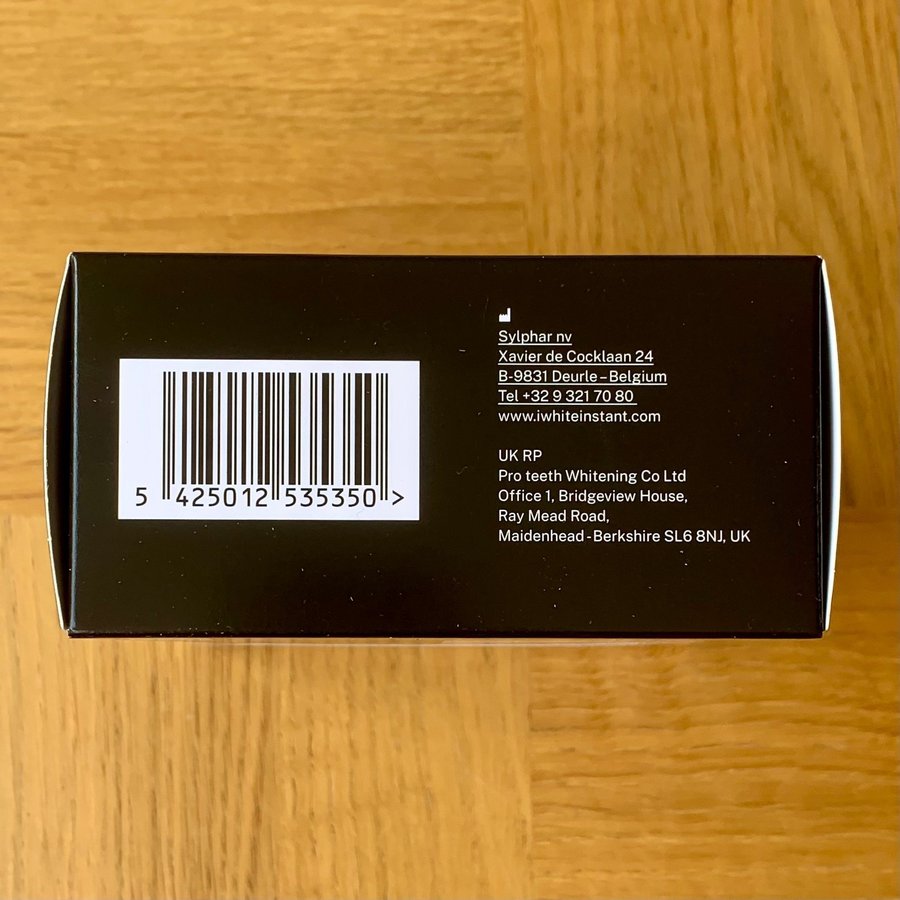 5 425012 535350 >
Sylphar nv
Xavier de Cocklaan 24
B-9831 Deurle – Belgium
Tel +32 9 321 70 80
www.iwhiteinstant.com
UK RP
Pro teeth Whitening Co Ltd
Office 1, Bridgeview House,
Ray Mead Road,
Maidenhead - Berkshire SL6 8NJ, UK